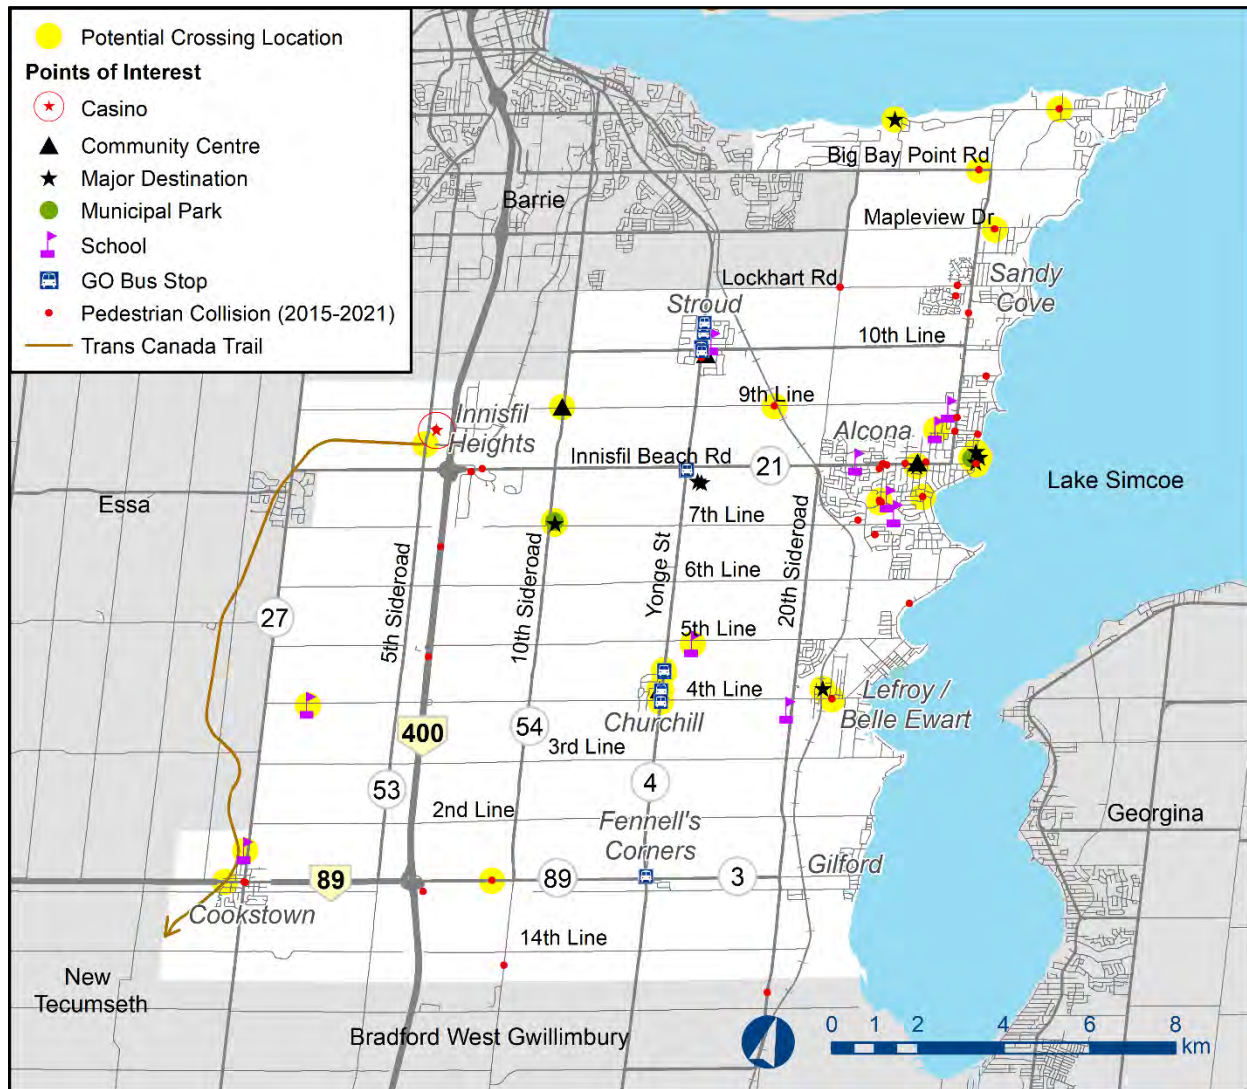 Potential Crossing Location
Points of Interest
Casino
Community Centre
Major Destination
Municipal Park
School
GO Bus Stop
Pedestrian Collision (2015-2021)
Trans Canada Trail
Big Bay Point Rd
Barrie
Mapleview Dr
Lockhart Rd
Sandy
Cove
Stroud
10th Line
9th Line
Innisfil
Heights
Alcona
Innisfil Beach Rd
21
Lake Simcoe
Essa
7th Line
6th Line
5th Sideroad
10th Sideroad
Yonge St
20th Sideroad
27
5th Line
4th Line
Lefroy /
Belle Ewart
Churchill
54
400
3rd Line
53
4
2nd Line
Fennell's
Corners
Georgina
Gilford
89
89
3
Cookstown
14th Line
New
Tecumseth
Bradford West Gwillimbury
0 1 2 4 6 8
km